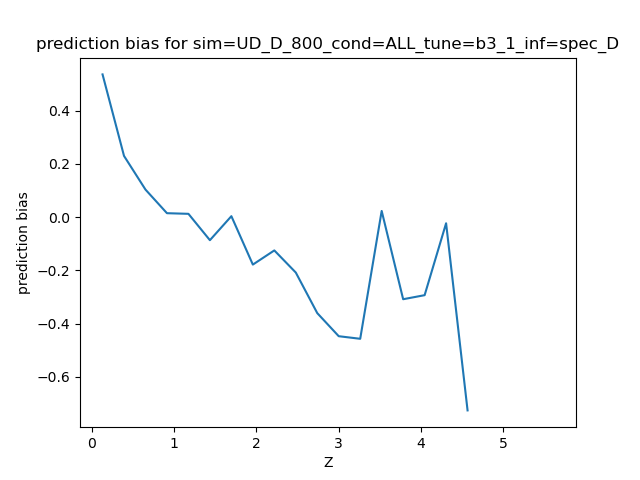 prediction bias for sim=UD_D_800_cond=ALL_tune=b3_1_inf=spec_D
0.4
0.2
0.0
−0.2
−0.4
−0.6
prediction bias
0 1 2 3 4 5
Z